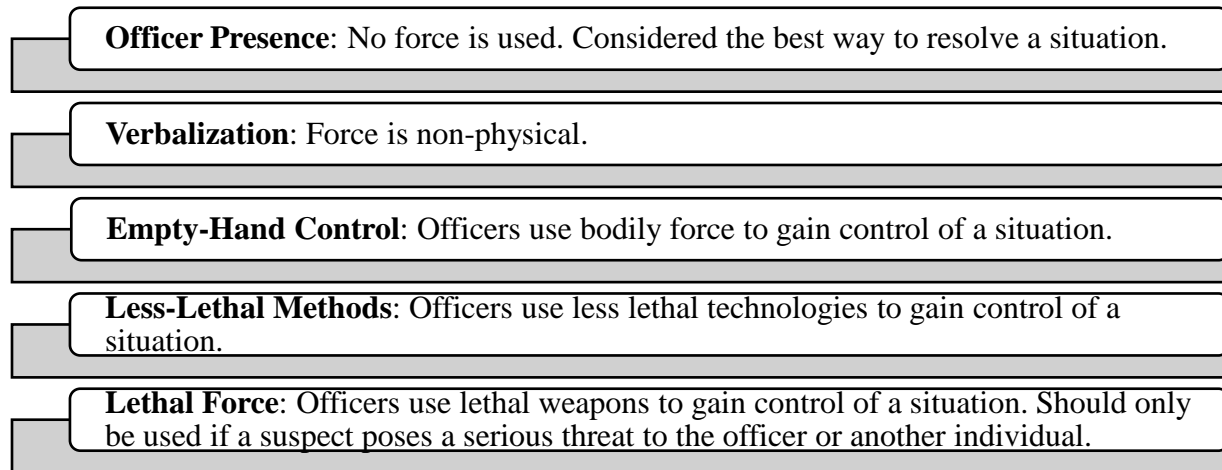 Officer Presence: No force is used. Considered the best way to resolve a situation.
Verbalization: Force is non-physical.
Empty-Hand Control: Officers use bodily force to gain control of a situation.
Less-Lethal Methods: Officers use less lethal technologies to gain control of a
situation.
Lethal Force: Officers use lethal weapons to gain control of a situation. Should only
be used if a suspect poses a serious threat to the officer or another individual.